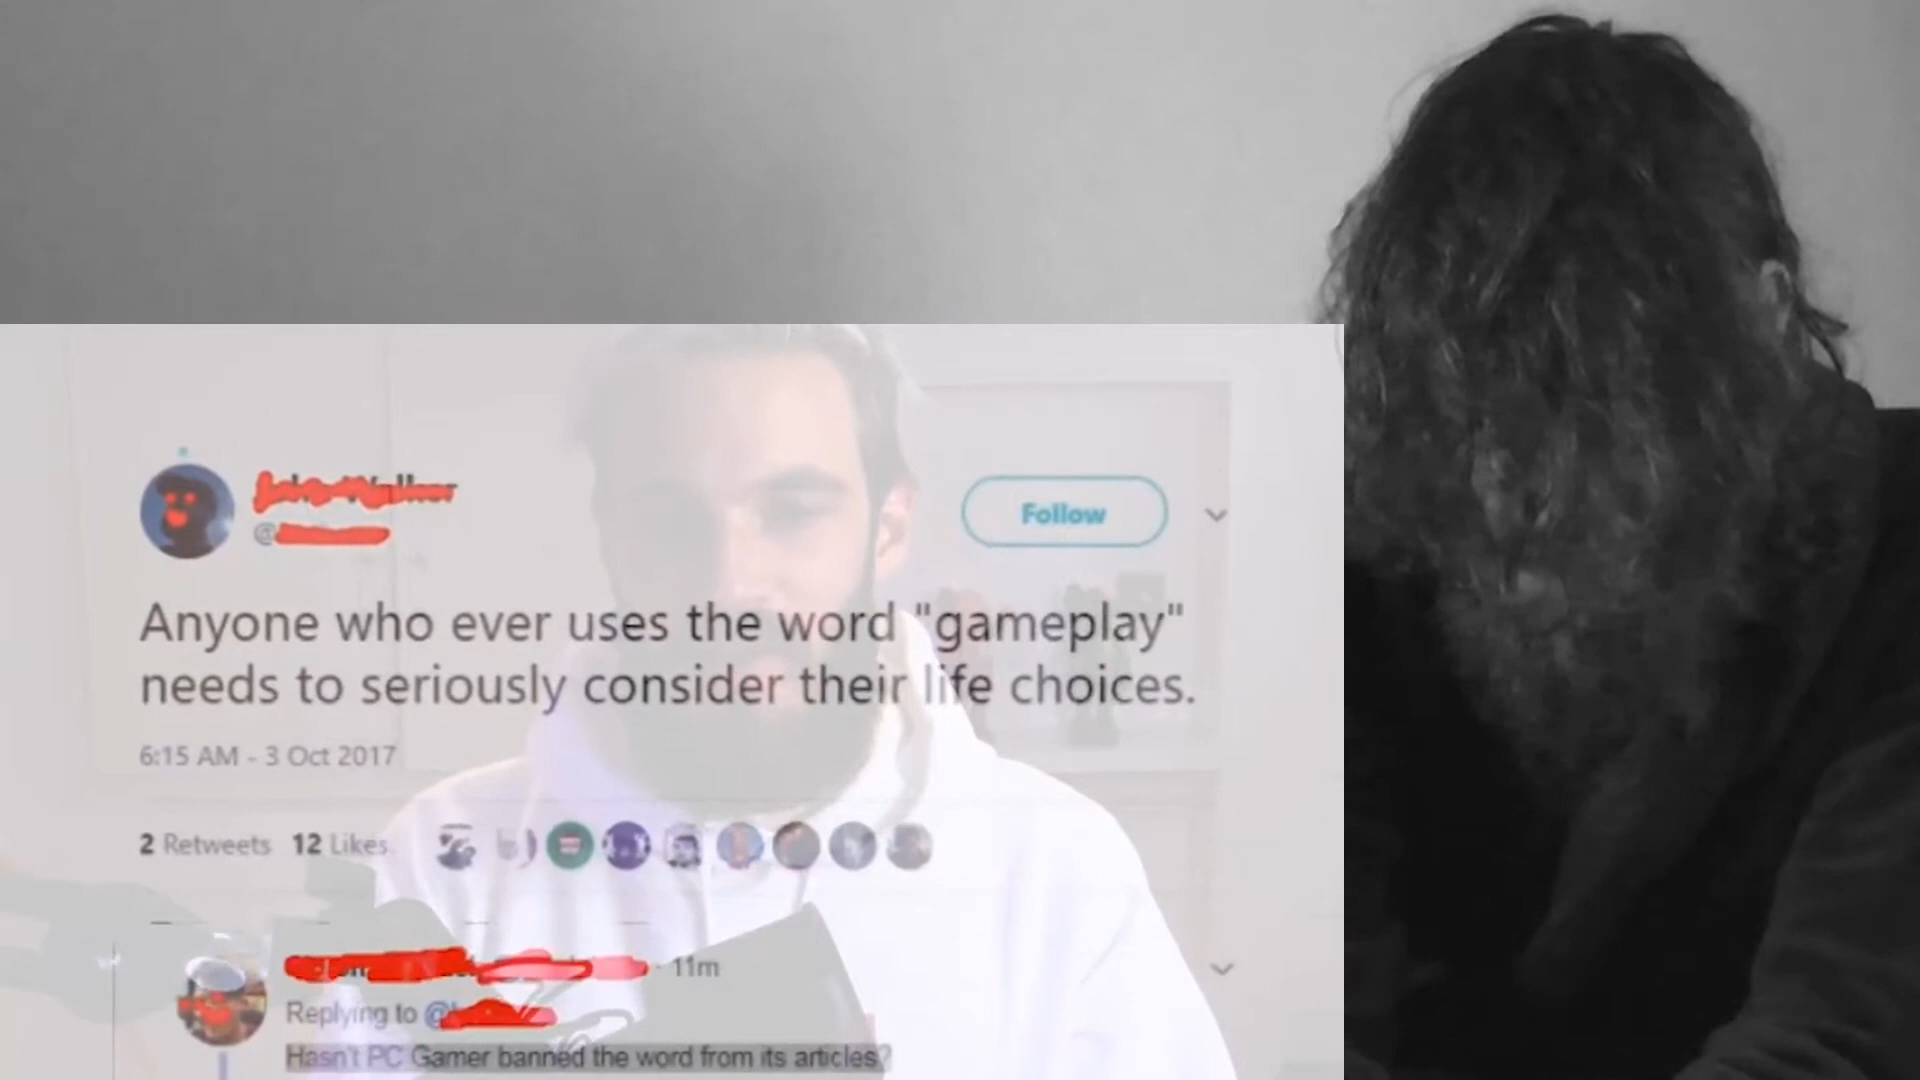 Follow
@
Anyone who ever uses the word "gameplay"
needs to seriously consider their life choices.
6:15 AM - 3 Oct 2017
2 Retweets 12 Likes
· 11m
Replying to @
Hasn't PC Gamer banned the word from its articles?